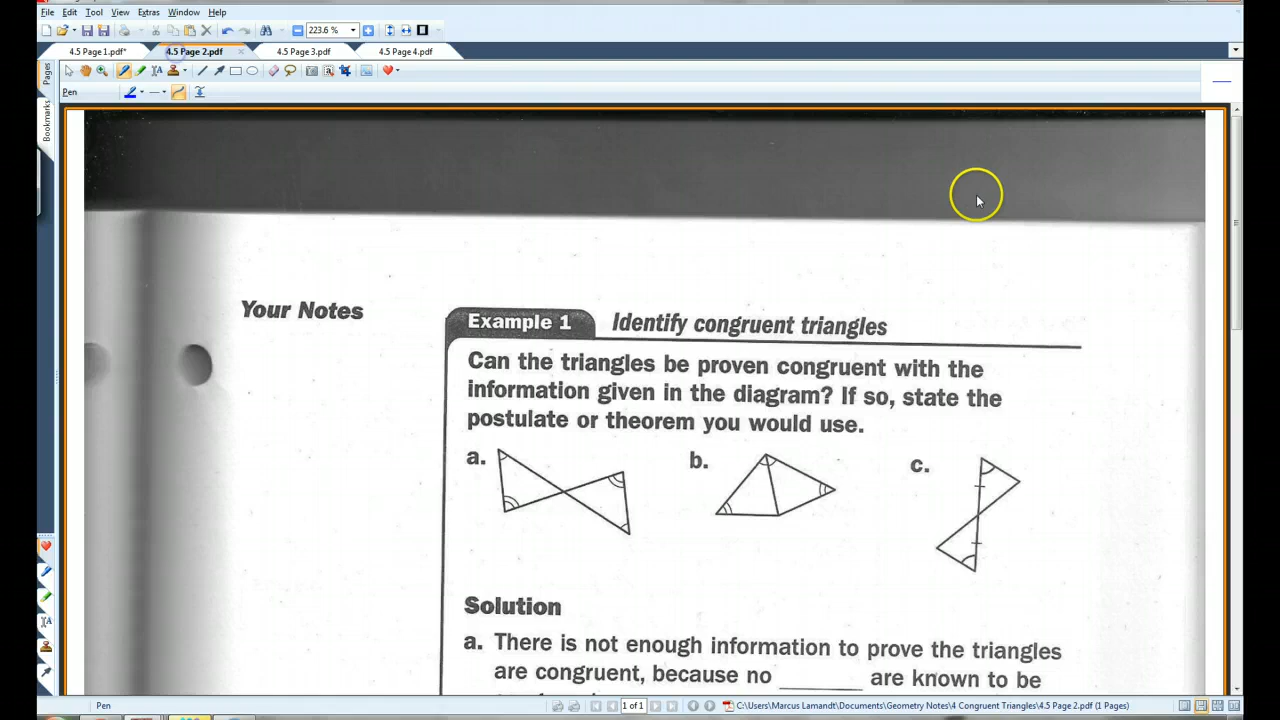 File Edit Tool View Extras Window Help
223.6 %
4.5 Page 1.pdf* 4.5 Page 2.pdf 4.5 Page 3.pdf 4.5 Page 4.pdf
Pages
Bookmarks
Pen
Your Notes
Example 1 Identify congruent triangles
Can the triangles be proven congruent with the
information given in the diagram? If so, state the
postulate or theorem you would use.
a. b. c.
Solution
a. There is not enough information to prove the triangles
are congruent, because no ______ are known to be
Pen
1 of 1
C:\Users\Marcus Lamandt\Documents\Geometry Notes\4 Congruent Triangles\4.5 Page 2.pdf (1 Pages)